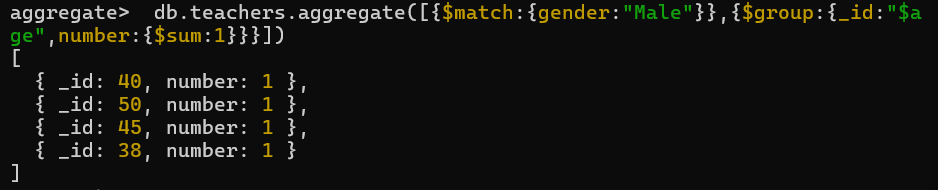 aggregate>  db.teachers.aggregate([{$match:{gender:"Male"}},{$group:{_id:"$a
ge",number:{$sum:1}}}])
[
  { _id: 40, number: 1 },
  { _id: 50, number: 1 },
  { _id: 45, number: 1 },
  { _id: 38, number: 1 }
]